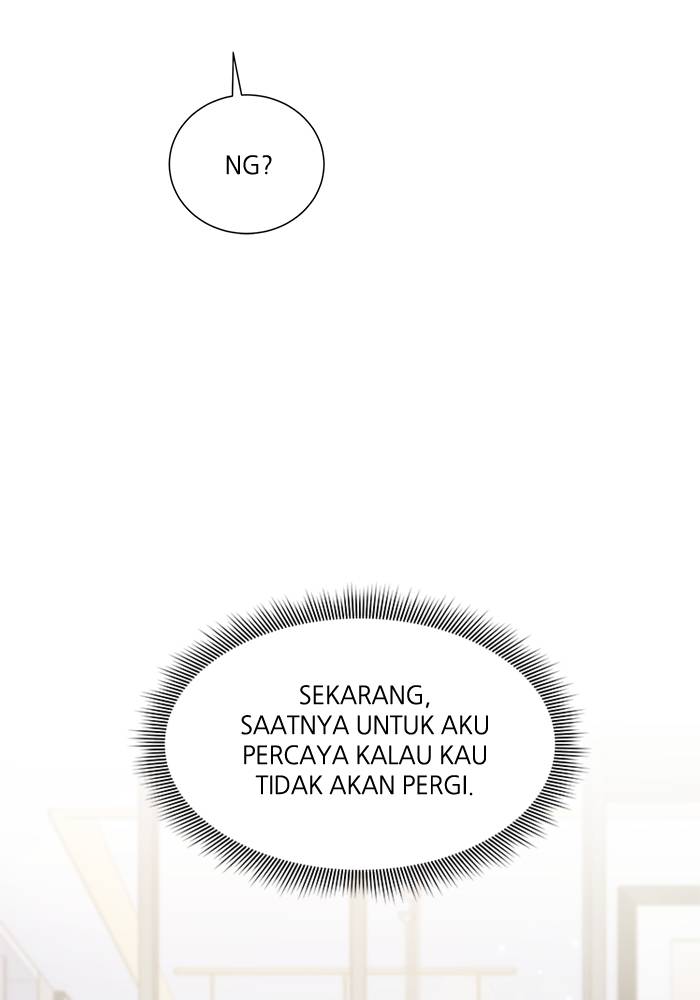 NG?
SEKARANG,
SAATNYA UNTUK AKU
PERCAYA KALAU KAU
TIDAK AKAN PERGI.